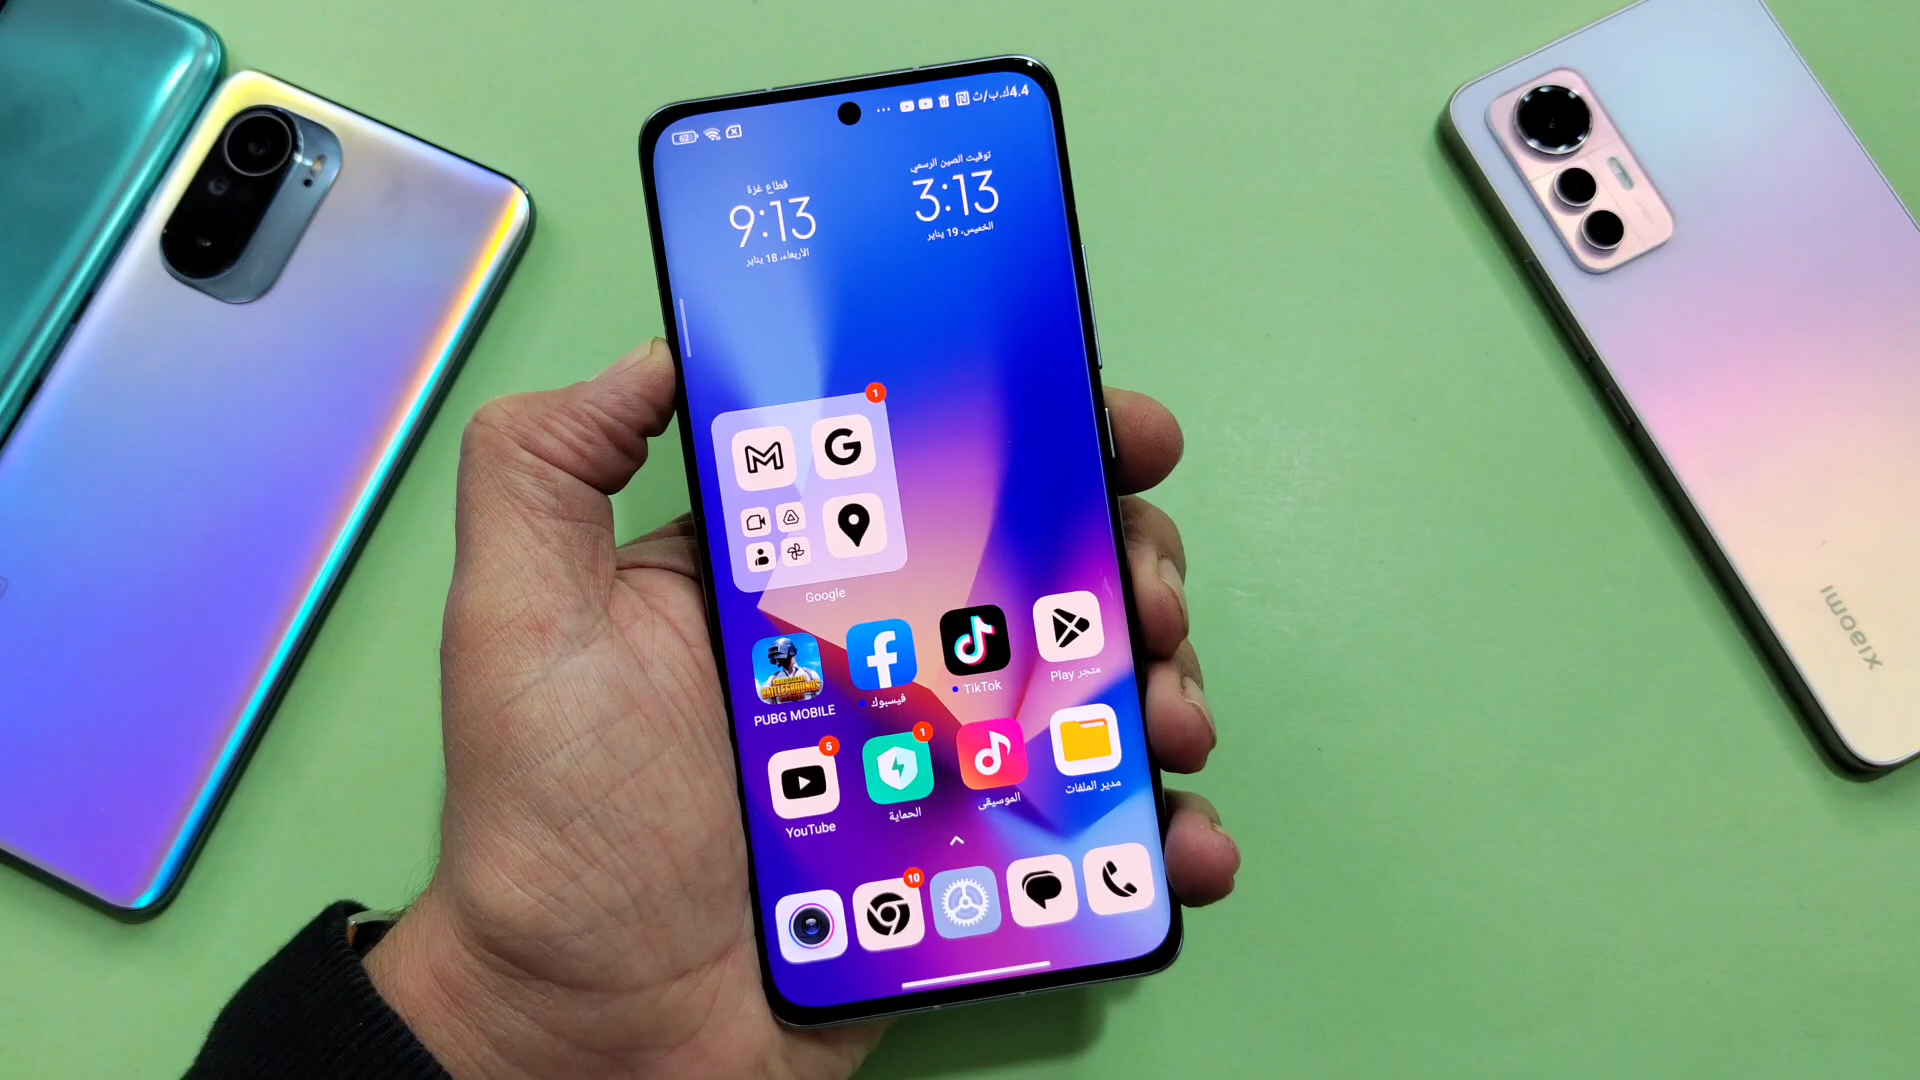 4.4ك.ب/ث
62
توقيت الصين الرسمي
3:13
الخميس، 19 يناير
قطاع غزة
9:13
الأربعاء، 18 يناير
1
Google
PUBG MOBILE
فيسبوك
TikTok
متجر Play
5
1
YouTube
الحماية
الموسيقى
مدير الملفات
10
xiaomi